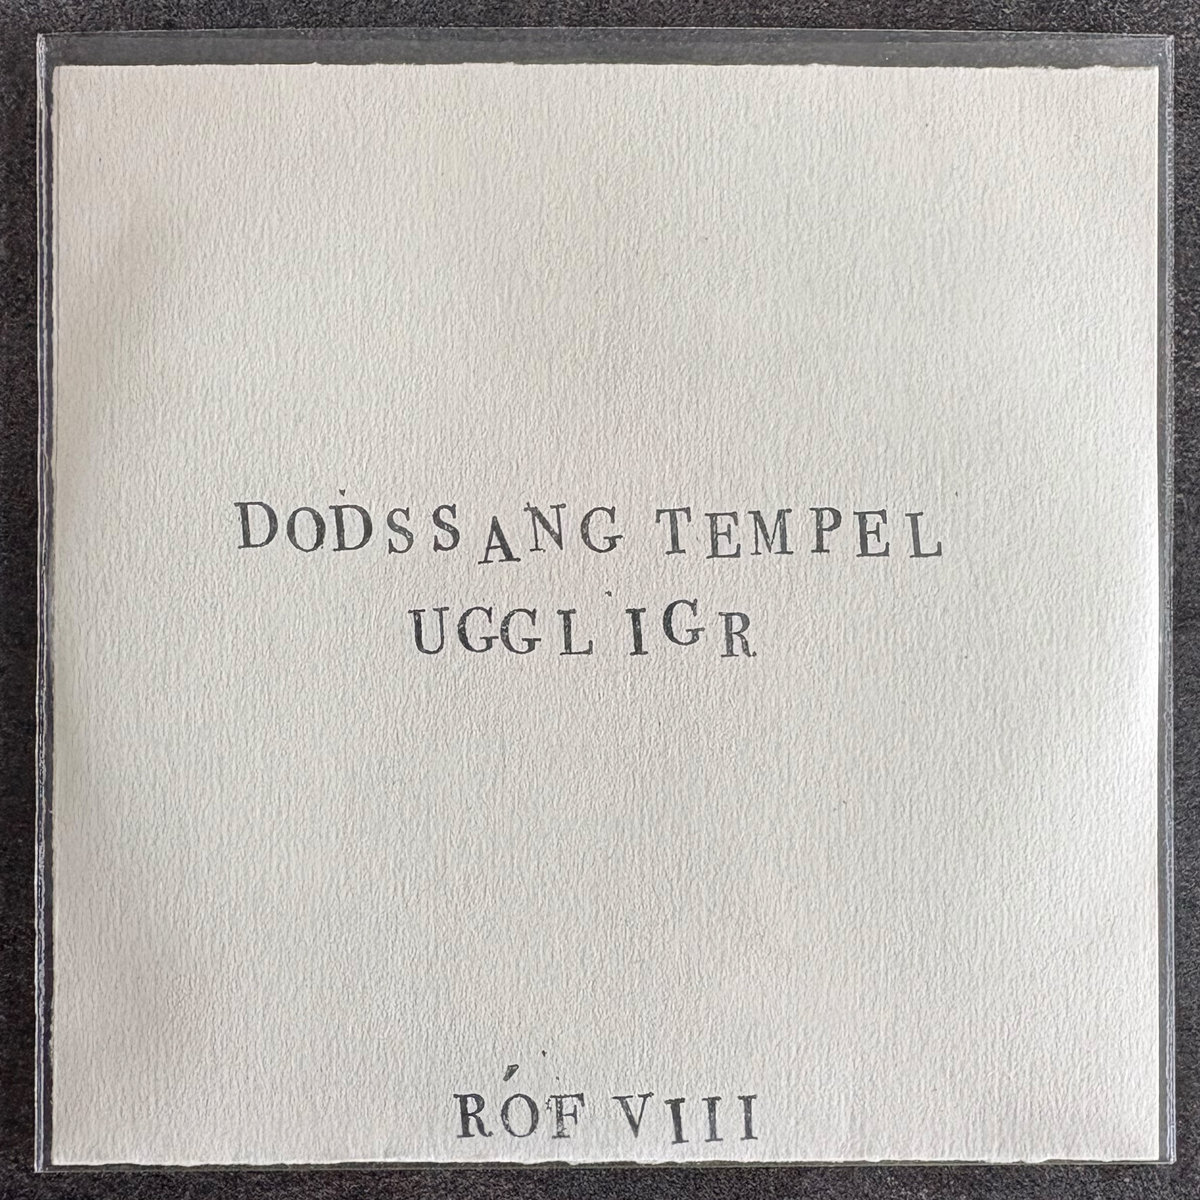 DODSSANG TEMPEL
UGGLIGR
RÓF VIII